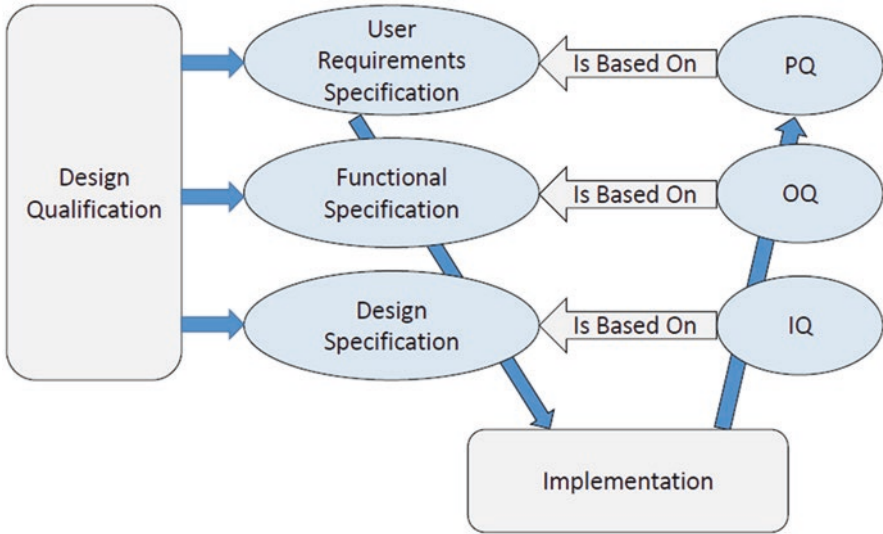 User
Requirements
Specification
Is Based On
PQ
Design
Qualification
Functional
Specification
Is Based On
OQ
Design
Specification
Is Based On
IQ
Implementation